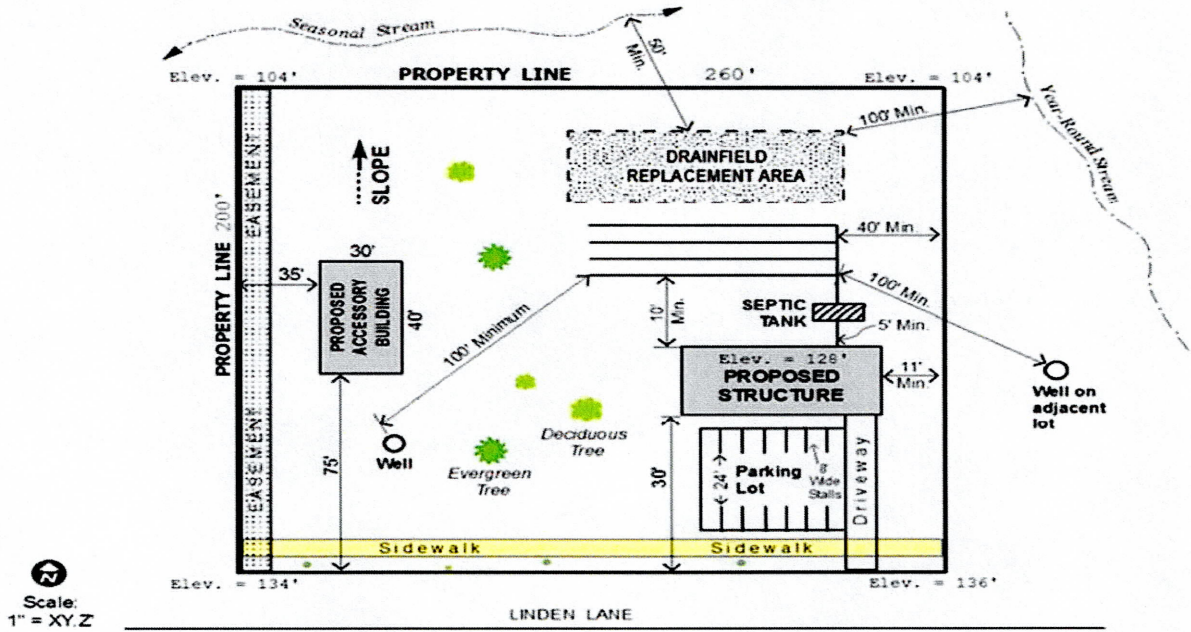 Seasonal Stream
50' Min.
Elev. = 104'
PROPERTY LINE 260'
Elev. = 104'
100' Min.
Year-Round Stream
EASEMENT
SLOPE
DRAINFIELD
REPLACEMENT AREA
PROPERTY LINE 200'
35'
30'
40' Min.
PROPOSED
ACCESSORY
BUILDING
40'
100' Minimum
10' Min.
SEPTIC
TANK
100' Min.
5' Min.
Elev. = 128'
PROPOSED
STRUCTURE
11'
Min.
Well on
adjacent
lot
EASEMENT
75'
Well
Deciduous
Tree
Evergreen
Tree
30'
24'
Parking
Lot
8'
Wide
Stalls
Driveway
Sidewalk
Sidewalk
Elev. = 134'
Elev. = 136'
N
Scale:
1" = XY.Z'
LINDEN LANE